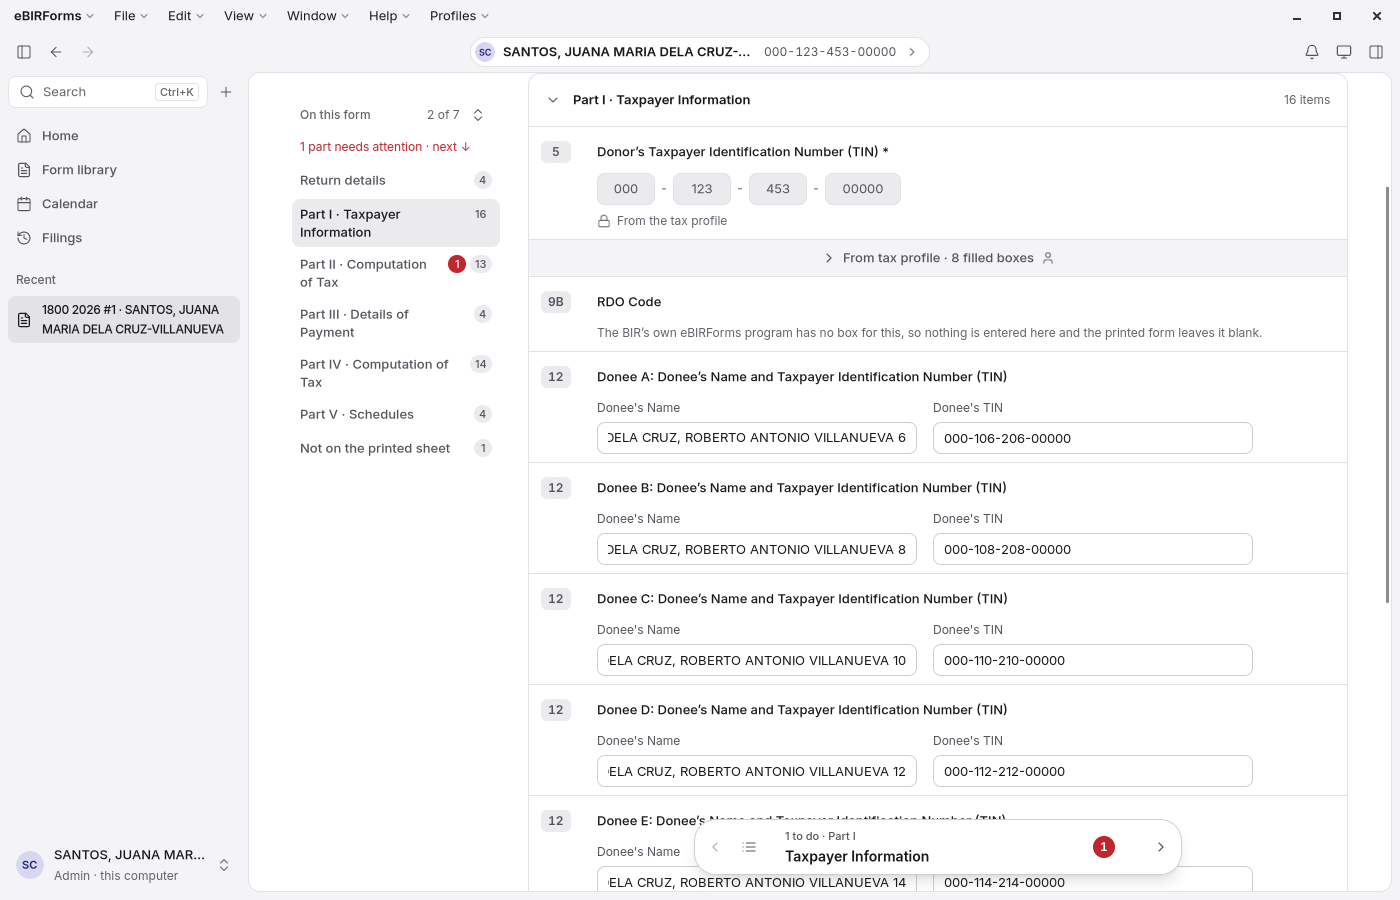 eBIRForms File Edit View Window Help Profiles
SC SANTOS, JUANA MARIA DELA CRUZ-... 000-123-453-00000
Search Ctrl+K
Home
Form library
Calendar
Filings
Recent
1800 2026 #1 · SANTOS, JUANA
MARIA DELA CRUZ-VILLANUEVA
SC SANTOS, JUANA MAR...
Admin · this computer
On this form 2 of 7
1 part needs attention · next ↓
Return details 4
Part I · Taxpayer 16
Information
Part II · Computation 1 13
of Tax
Part III · Details of 4
Payment
Part IV · Computation of 14
Tax
Part V · Schedules 4
Not on the printed sheet 1
Part I · Taxpayer Information 16 items
5 Donor's Taxpayer Identification Number (TIN) *
000 - 123 - 453 - 00000
From the tax profile
From tax profile · 8 filled boxes
9B RDO Code
The BIR's own eBIRForms program has no box for this, so nothing is entered here and the printed form leaves it blank.
12 Donee A: Donee's Name and Taxpayer Identification Number (TIN)
Donee's Name Donee's TIN
DELA CRUZ, ROBERTO ANTONIO VILLANUEVA 6 000-106-206-00000
12 Donee B: Donee's Name and Taxpayer Identification Number (TIN)
Donee's Name Donee's TIN
DELA CRUZ, ROBERTO ANTONIO VILLANUEVA 8 000-108-208-00000
12 Donee C: Donee's Name and Taxpayer Identification Number (TIN)
Donee's Name Donee's TIN
ELA CRUZ, ROBERTO ANTONIO VILLANUEVA 10 000-110-210-00000
12 Donee D: Donee's Name and Taxpayer Identification Number (TIN)
Donee's Name Donee's TIN
ELA CRUZ, ROBERTO ANTONIO VILLANUEVA 12 000-112-212-00000
12 Donee E: Donee's Name and Taxpayer Identification Number (TIN)
Donee's Name
ELA CRUZ, ROBERTO ANTONIO VILLANUEVA 14 000-114-214-00000
1 to do · Part I
Taxpayer Information 1